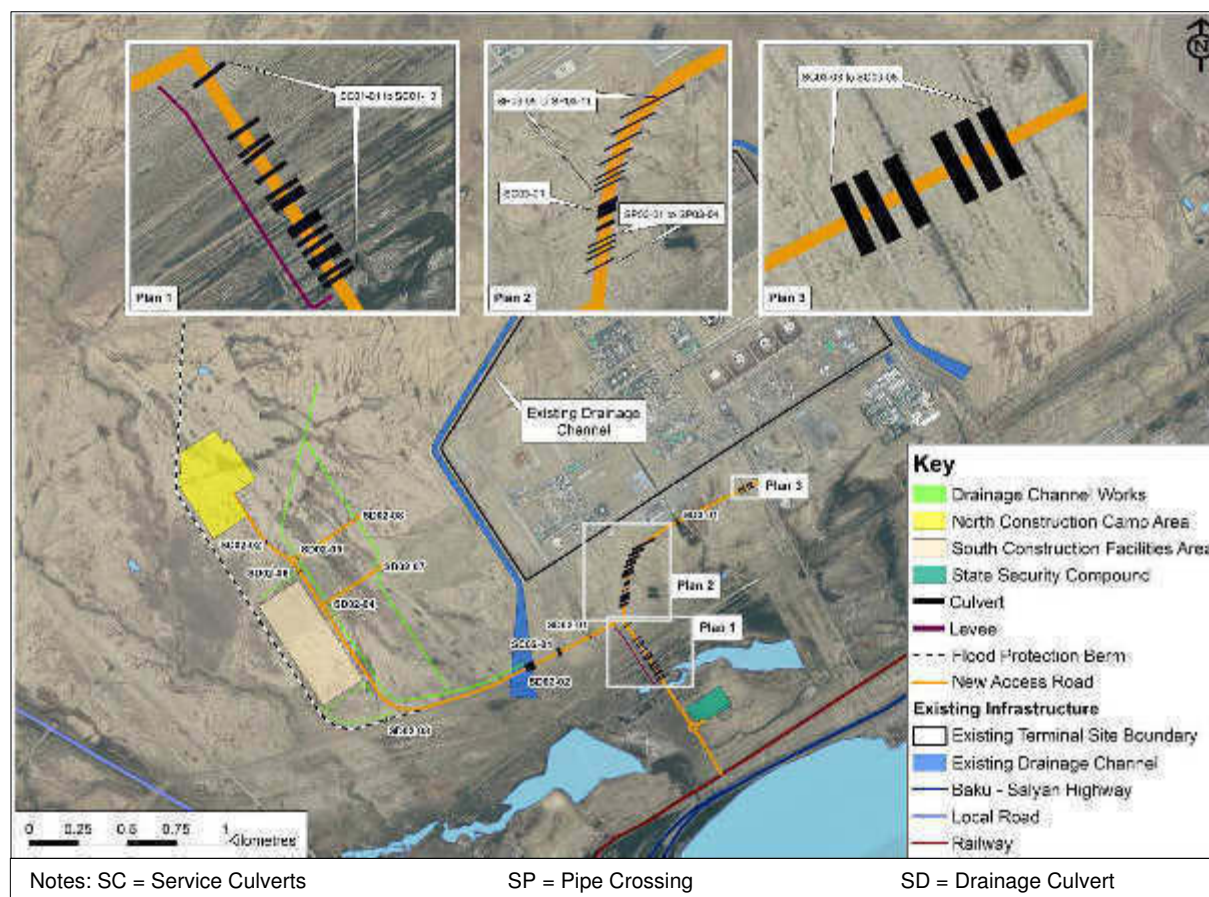 N
Plan 1
Plan 2
Plan 3
Existing Drainage
Channel
Plan 3
Plan 2
Plan 1
SD02-08
SD02-07
SD02-04
SD02-02
Key
Drainage Channel Works
North Construction Camp Area
South Construction Facilities Area
State Security Compound
Culvert
Levee
Flood Protection Berm
New Access Road
Existing Infrastructure
Existing Terminal Site Boundary
Existing Drainage Channel
Baku - Salyan Highway
Local Road
Railway
0 0.25 0.5 0.75 1
Kilometres
Notes: SC = Service Culverts SP = Pipe Crossing SD = Drainage Culvert